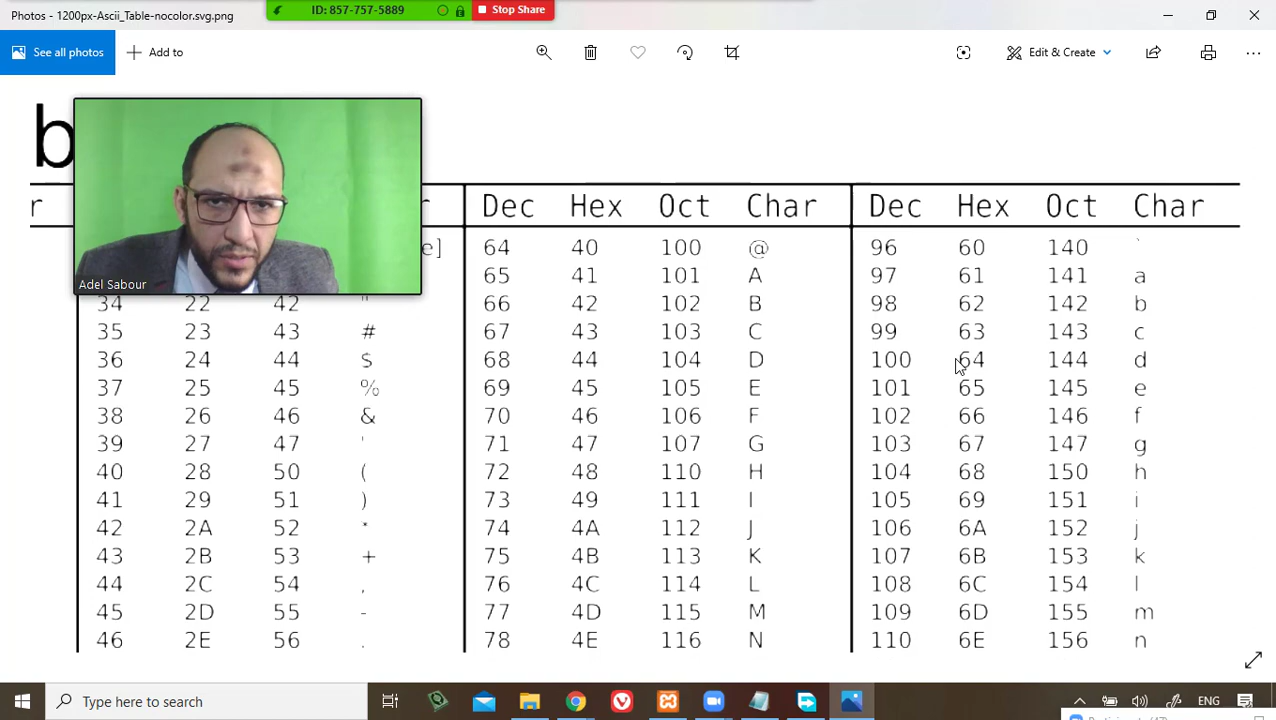 Photos - 1200px-Ascii_Table-nocolor.svg.png
ID: 857-757-5889
Stop Share
See all photos
Add to
Edit & Create
b
Adel Sabour
r r Dec Hex Oct Char Dec Hex Oct Char
e] 64 40 100 @ 96 60 140 `
65 41 101 A 97 61 141 a
34 22 42 " 66 42 102 B 98 62 142 b
35 23 43 # 67 43 103 C 99 63 143 c
36 24 44 $ 68 44 104 D 100 64 144 d
37 25 45 % 69 45 105 E 101 65 145 e
38 26 46 & 70 46 106 F 102 66 146 f
39 27 47 ' 71 47 107 G 103 67 147 g
40 28 50 ( 72 48 110 H 104 68 150 h
41 29 51 ) 73 49 111 I 105 69 151 i
42 2A 52 * 74 4A 112 J 106 6A 152 j
43 2B 53 + 75 4B 113 K 107 6B 153 k
44 2C 54 , 76 4C 114 L 108 6C 154 l
45 2D 55 - 77 4D 115 M 109 6D 155 m
46 2E 56 . 78 4E 116 N 110 6E 156 n
Type here to search
ENG